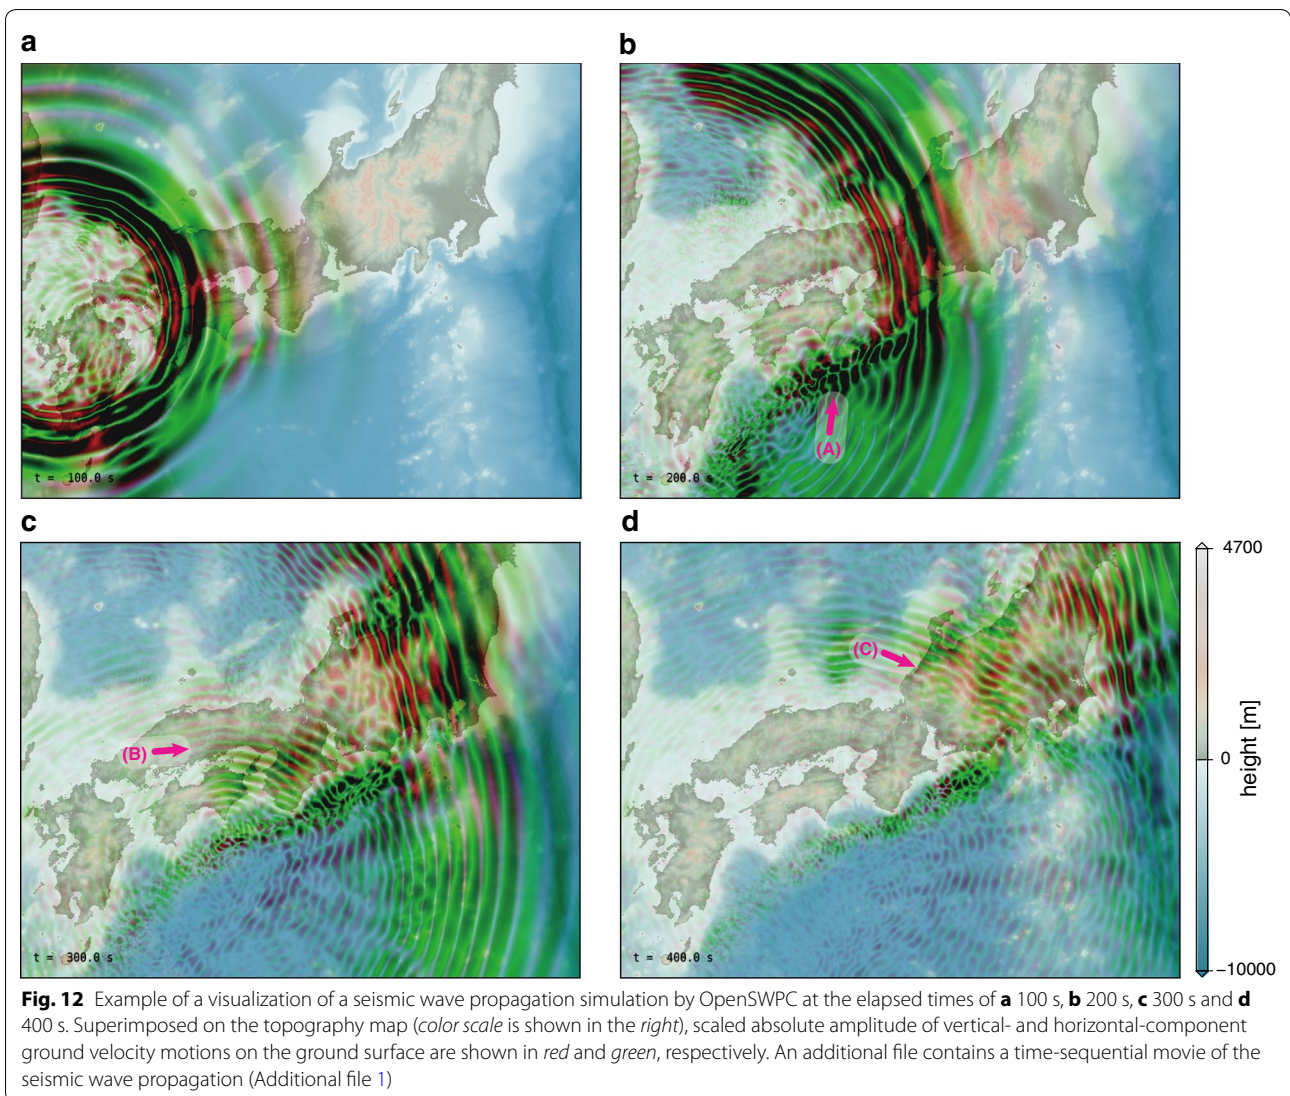 a
b
t = 100.0 s
(A)
t = 200.0 s
c
d
4700
(C)
(B)
height [m]
0
t = 300.0 s
t = 400.0 s
−10000
Fig. 12 Example of a visualization of a seismic wave propagation simulation by OpenSWPC at the elapsed times of a 100 s, b 200 s, c 300 s and d
400 s. Superimposed on the topography map (color scale is shown in the right), scaled absolute amplitude of vertical- and horizontal-component
ground velocity motions on the ground surface are shown in red and green, respectively. An additional file contains a time-sequential movie of the
seismic wave propagation (Additional file 1)